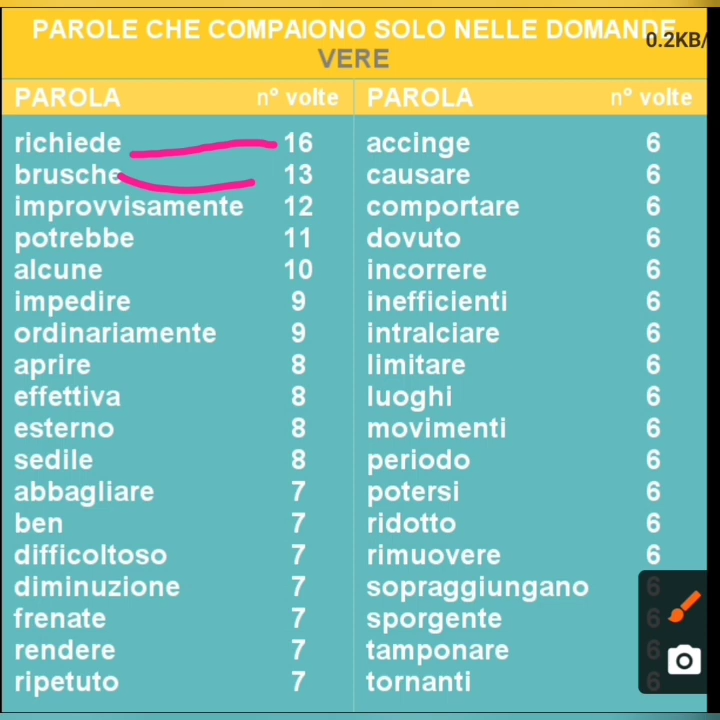 PAROLE CHE COMPAIONO SOLO NELLE DOMANDE
VERE
0.2KB/
PAROLA n° volte PAROLA n° volte
richiede 16 accinge 6
brusche 13 causare 6
improvvisamente 12 comportare 6
potrebbe 11 dovuto 6
alcune 10 incorrere 6
impedire 9 inefficienti 6
ordinariamente 9 intralciare 6
aprire 8 limitare 6
effettiva 8 luoghi 6
esterno 8 movimenti 6
sedile 8 periodo 6
abbagliare 7 potersi 6
ben 7 ridotto 6
difficoltoso 7 rimuovere 6
diminuzione 7 sopraggiungano 6
frenate 7 sporgente 6
rendere 7 tamponare 6
ripetuto 7 tornanti 6